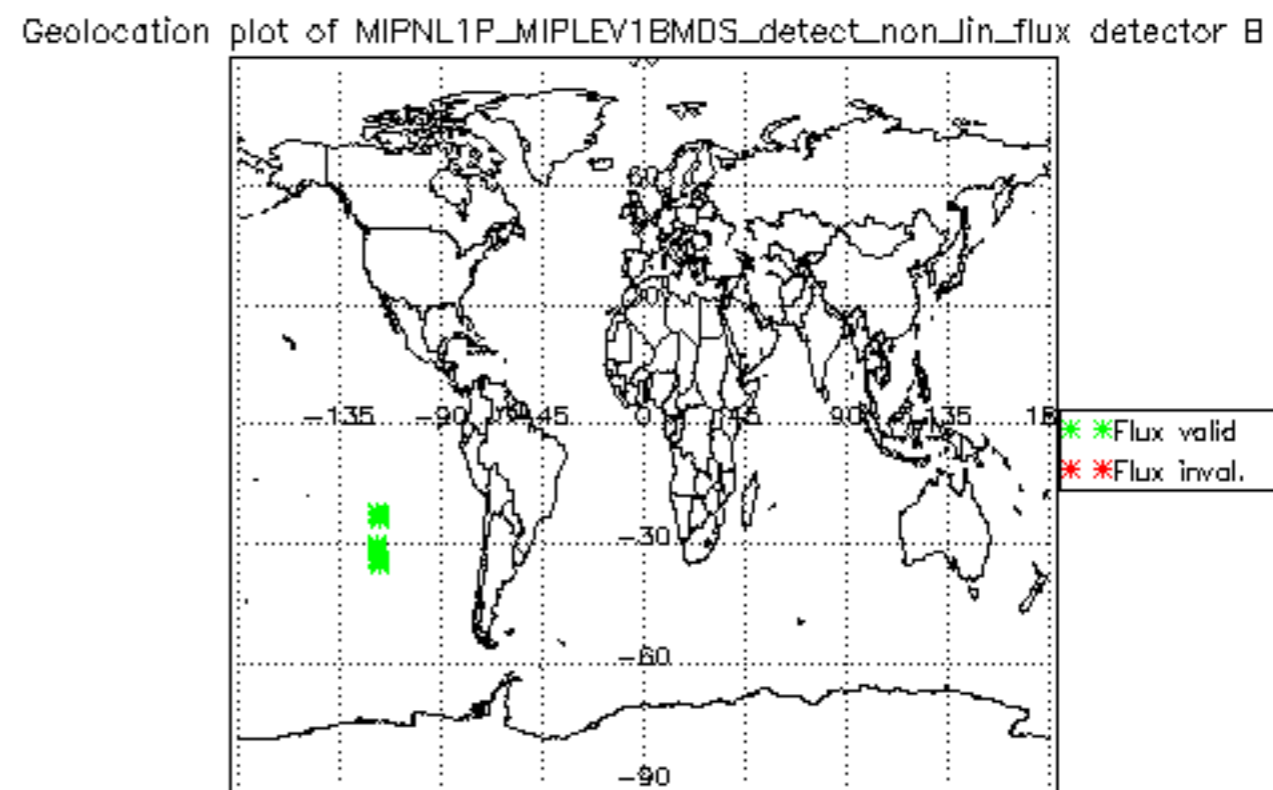 Geolocation plot of MIPNL1P_MIPLEV1BMDS_detect_non_lin_flux detector B
60
-135 -90 45 0 45 90 135
Flux valid
Flux inval.
-30
-60
-90